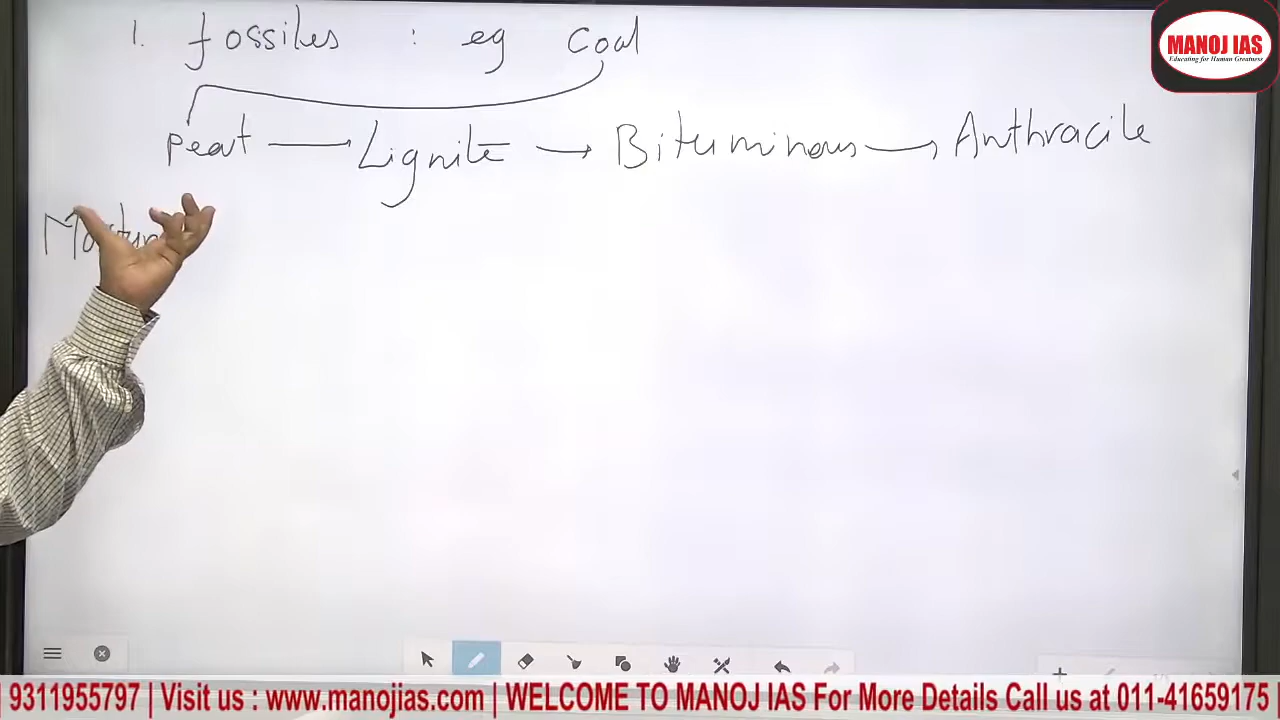 1. fossiles : eg Coal
MANOJ IAS
Educating for Human Greatness
Peat → Lignite → Bituminous → Anthracite
9311955797 | Visit us : www.manojias.com | WELCOME TO MANOJ IAS For More Details Call us at 011-41659175